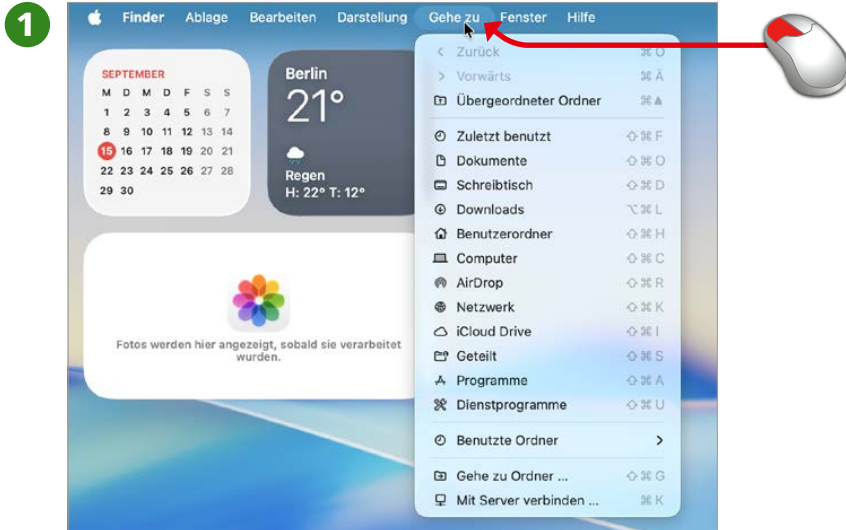 1
Finder Ablage Bearbeiten Darstellung Gehe zu Fenster Hilfe
SEPTEMBER
M D M D F S S
1 2 3 4 5 6 7
8 9 10 11 12 13 14
15 16 17 18 19 20 21
22 23 24 25 26 27 28
29 30
Berlin
21°
Regen
H: 22° T: 12°
Fotos werden hier angezeigt, sobald sie verarbeitet
wurden.
< Zurück ⌘ Ö
> Vorwärts ⌘ Ä
Übergeordneter Ordner ⌘ ▲
Zuletzt benutzt ⇧ ⌘ F
Dokumente ⇧ ⌘ O
Schreibtisch ⇧ ⌘ D
Downloads ⌥ ⌘ L
Benutzerordner ⇧ ⌘ H
Computer ⇧ ⌘ C
AirDrop ⇧ ⌘ R
Netzwerk ⇧ ⌘ K
iCloud Drive ⇧ ⌘ I
Geteilt ⇧ ⌘ S
Programme ⇧ ⌘ A
Dienstprogramme ⇧ ⌘ U
Benutzte Ordner >
Gehe zu Ordner ... ⇧ ⌘ G
Mit Server verbinden ... ⌘ K